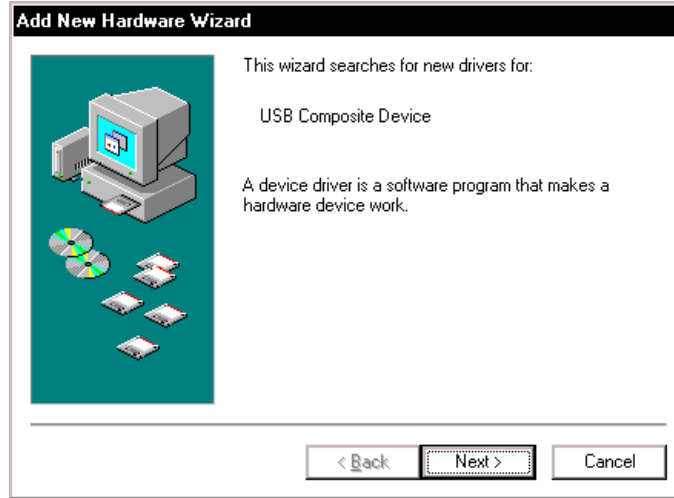 Add New Hardware Wizard
This wizard searches for new drivers for:
USB Composite Device
A device driver is a software program that makes a
hardware device work.
< Back
Next >
Cancel